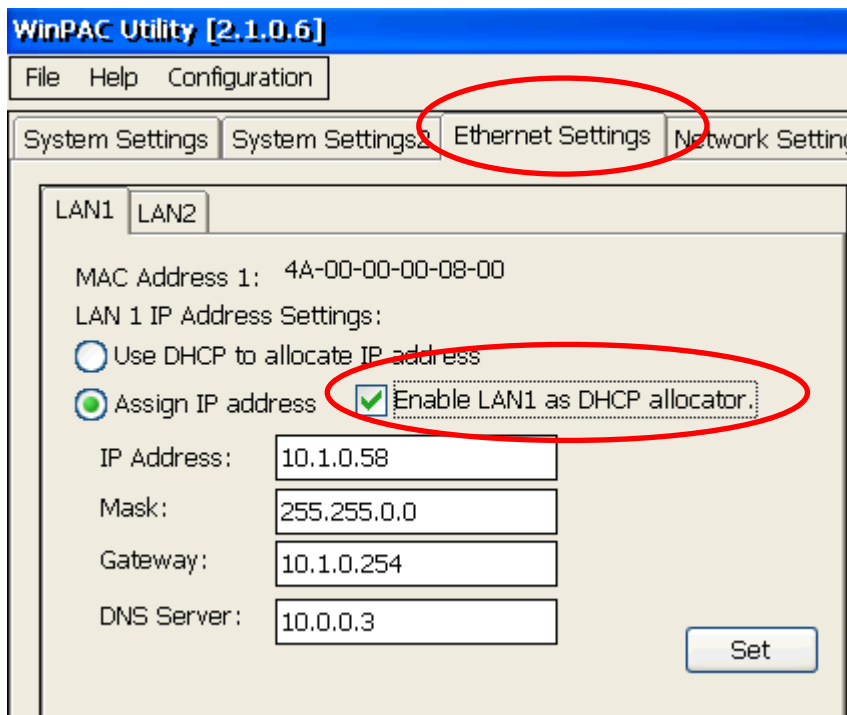 WinPAC Utility [2.1.0.6]
File Help Configuration
System Settings System Settings2 Ethernet Settings Network Setting
LAN1 LAN2
MAC Address 1: 4A-00-00-00-08-00
LAN 1 IP Address Settings:
Use DHCP to allocate IP address
Assign IP address Enable LAN1 as DHCP allocator.
IP Address: 10.1.0.58
Mask: 255.255.0.0
Gateway: 10.1.0.254
DNS Server: 10.0.0.3
Set